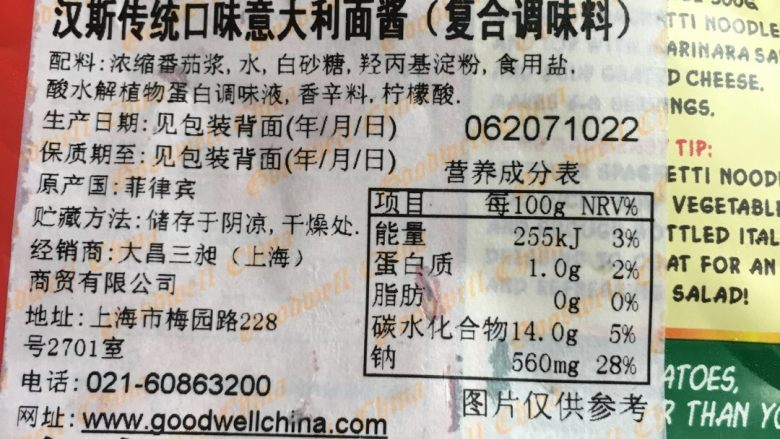 汉斯传统口味意大利面酱（复合调味料）
配料:浓缩番茄浆, 水, 白砂糖, 羟丙基淀粉, 食用盐,
酸水解植物蛋白调味液, 香辛料, 柠檬酸.
生产日期:见包装背面(年/月/日)
062071022
保质期至:见包装背面(年/月/日)
原产国:菲律宾
贮藏方法:储存于阴凉,干燥处.
经销商:大昌三昶（上海）
商贸有限公司
地址:上海市梅园路228
号2701室
电话: 021-60863200
网址: www.goodwellchina.com
营养成分表
项目 每100g NRV%
能量 255kJ 3%
蛋白质 1.0g 2%
脂肪 0g 0%
碳水化合物14.0g 5%
钠 560mg 28%
图片仅供参考
TTI NOODLE
ARINARA SA
D CHEESE.
NGS.
TIP:
ETTI NOOD
VEGETABL
TTLED ITAL
AT FOR AN
SALAD!
ATOES,
R THAN Y